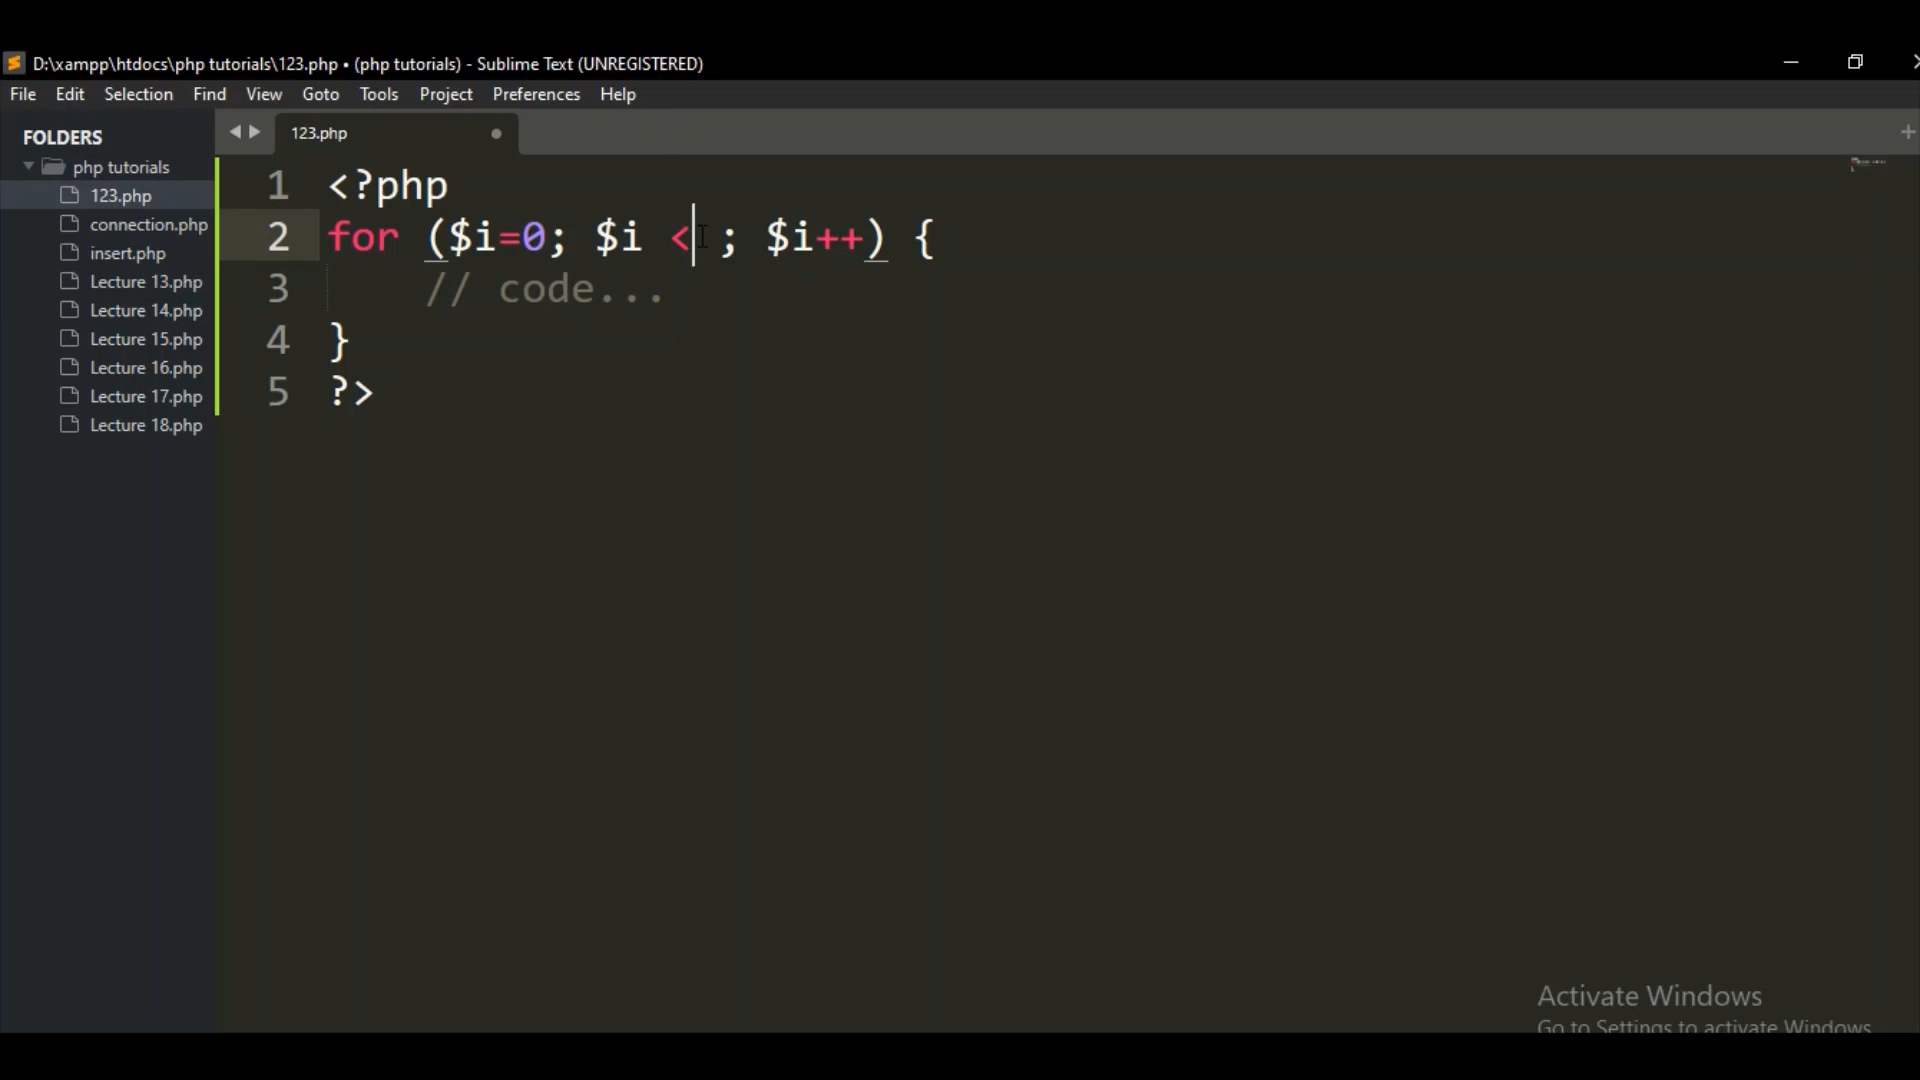 D:\xampp\htdocs\php tutorials\123.php • (php tutorials) - Sublime Text (UNREGISTERED)
File Edit Selection Find View Goto Tools Project Preferences Help
FOLDERS
php tutorials
123.php
connection.php
insert.php
Lecture 13.php
Lecture 14.php
Lecture 15.php
Lecture 16.php
Lecture 17.php
Lecture 18.php
123.php
1 <?php
2 for ($i=0; $i < ; $i++) {
3     // code...
4 }
5 ?>
Activate Windows
Go to Settings to activate Windows